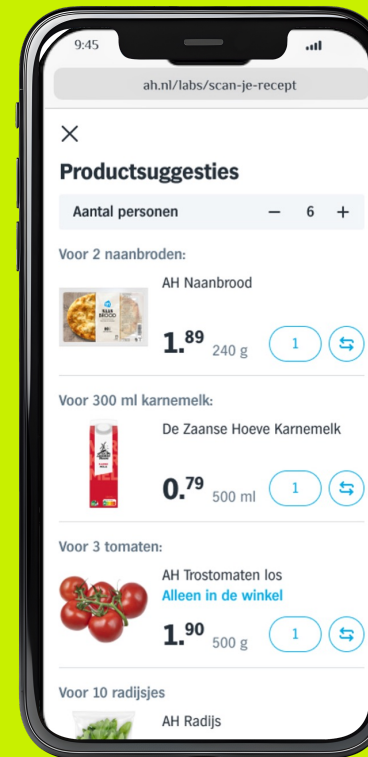 9:45
ah.nl/labs/scan-je-recept
Productsuggesties
Aantal personen − 6 +
Voor 2 naanbroden:
AH Naanbrood
NAAN
BROOD
1.89 240 g 1
Voor 300 ml karnemelk:
De Zaanse Hoeve Karnemelk
0.79 500 ml 1
Voor 3 tomaten:
AH Trostomaten los
Alleen in de winkel
1.90 500 g 1
Voor 10 radijsjes
AH Radijs